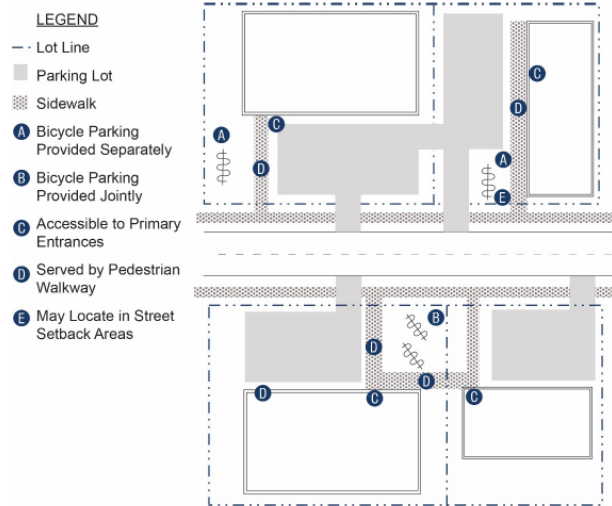 LEGEND
Lot Line
Parking Lot
Sidewalk
A Bicycle Parking
Provided Separately
B Bicycle Parking
Provided Jointly
C Accessible to Primary
Entrances
D Served by Pedestrian
Walkway
E May Locate in Street
Setback Areas
C
D
C
A
D
A
E
B
D
D
D
C
C